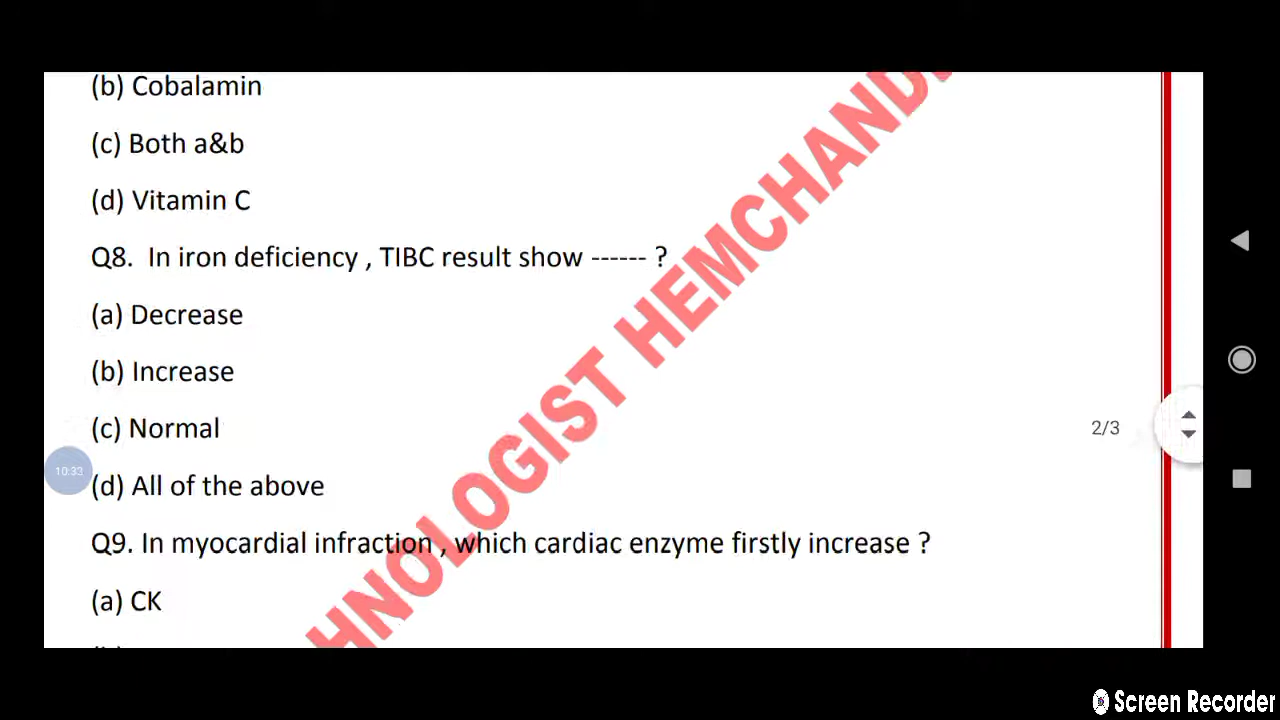 (b) Cobalamin
(c) Both a&b
(d) Vitamin C
Q8. In iron deficiency , TIBC result show ------ ?
(a) Decrease
(b) Increase
(c) Normal
2/3
10:33
(d) All of the above
Q9. In myocardial infraction , which cardiac enzyme firstly increase ?
(a) CK
HNOLOGIST HEMCHAND
Screen Recorder